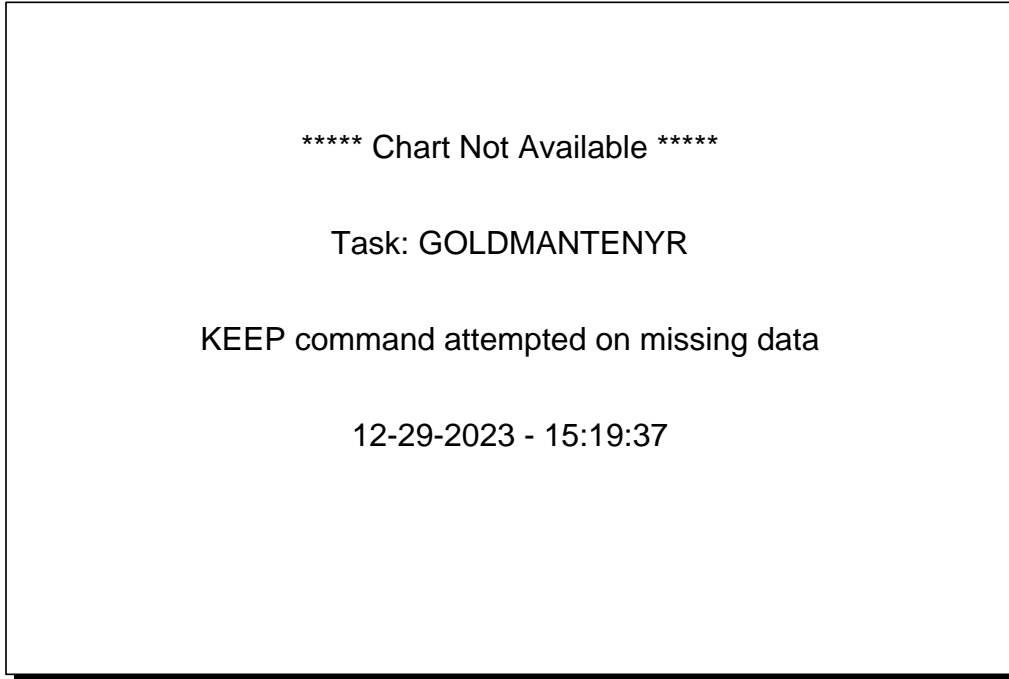 ***** Chart Not Available *****
Task: GOLDMANTENYR
KEEP command attempted on missing data
12-29-2023 - 15:19:37